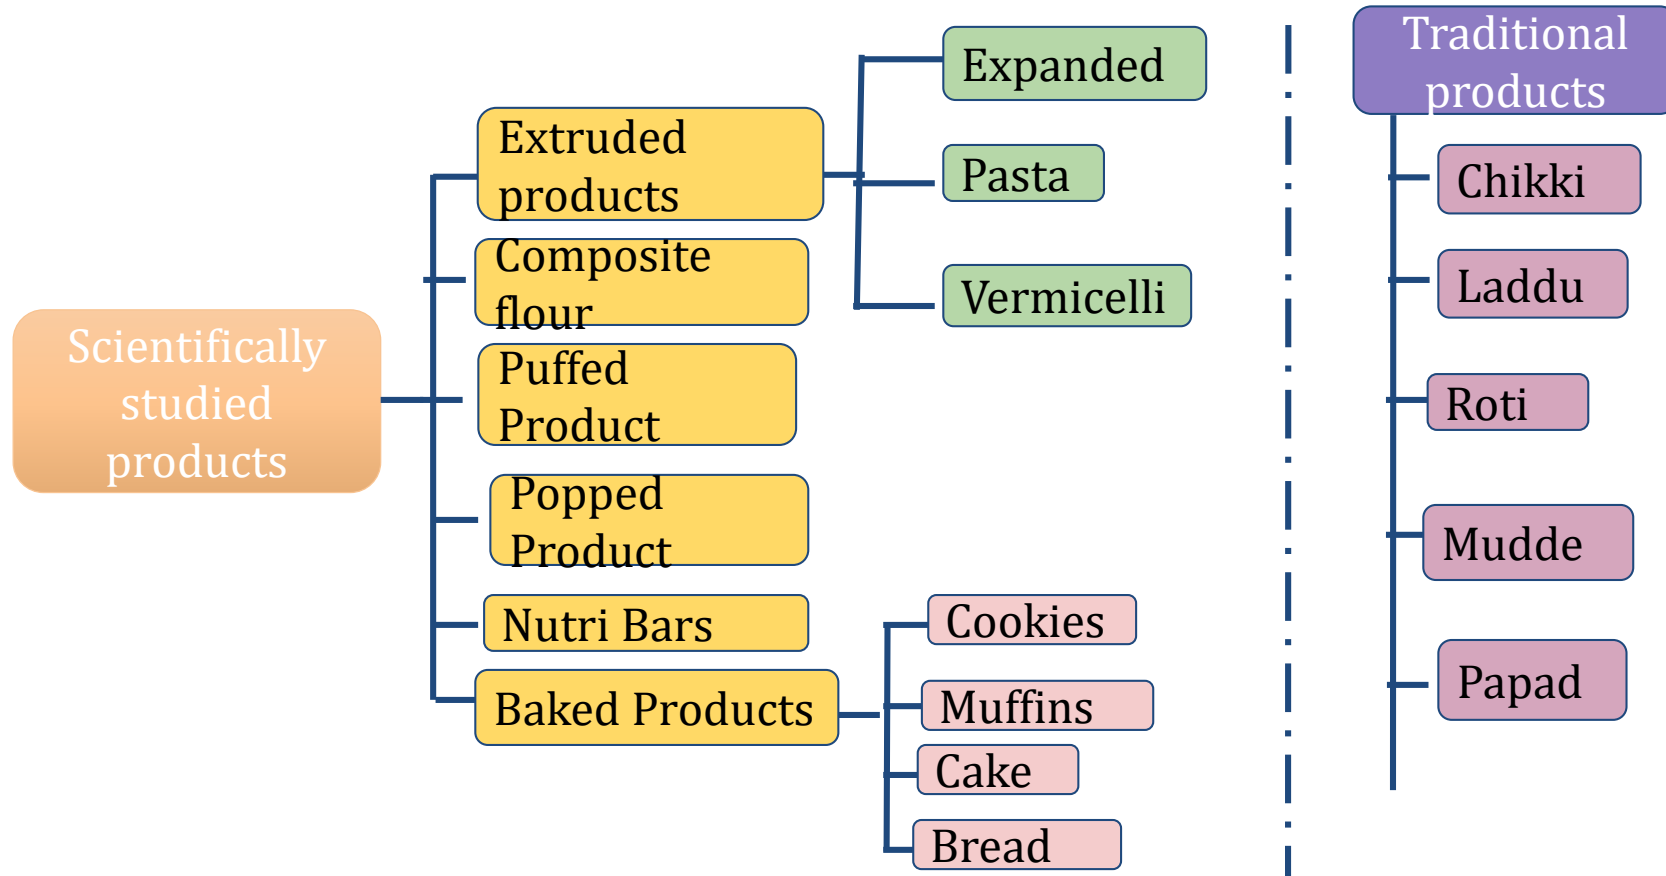 Scientifically
studied
products
Extruded
products
Composite
flour
Puffed
Product
Popped
Product
Nutri Bars
Baked Products
Expanded
Pasta
Vermicelli
Cookies
Muffins
Cake
Bread
Traditional
products
Chikki
Laddu
Roti
Mudde
Papad